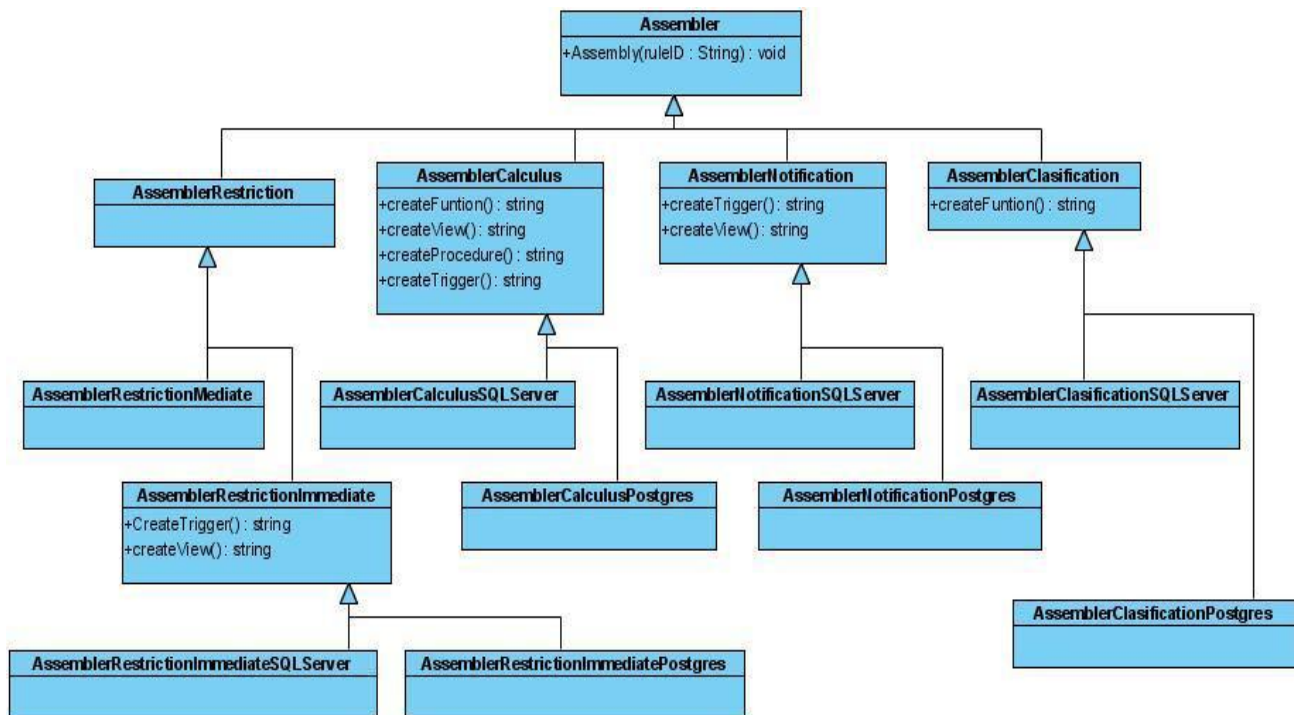 Assembler
+Assembly(ruleID : String) : void
AssemblerRestriction
AssemblerCalculus
+createFuntion() : string
+createView() : string
+createProcedure() : string
+createTrigger() : string
AssemblerNotification
+createTrigger() : string
+createView() : string
AssemblerClasification
+createFuntion() : string
AssemblerRestrictionMediate
AssemblerCalculusSQLServer
AssemblerNotificationSQLServer
AssemblerClasificationSQLServer
AssemblerRestrictionImmediate
+CreateTrigger() : string
+createView() : string
AssemblerCalculusPostgres
AssemblerNotificationPostgres
AssemblerClasificationPostgres
AssemblerRestrictionImmediateSQLServer
AssemblerRestrictionImmediatePostgres